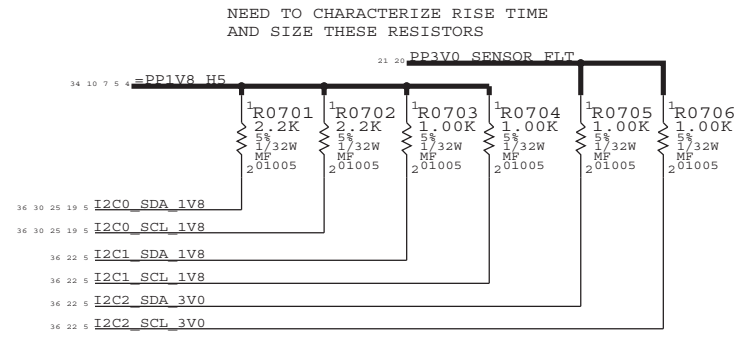 NEED TO CHARACTERIZE RISE TIME
AND SIZE THESE RESISTORS
21 20 PP3V0_SENSOR_FLT
34 10 7 5 4 =PP1V8_H5
1 R0701 2.2K 5% 1/32W MF 01005 2
1 R0702 2.2K 5% 1/32W MF 01005 2
1 R0703 1.00K 5% 1/32W MF 01005 2
1 R0704 1.00K 5% 1/32W MF 01005 2
1 R0705 1.00K 5% 1/32W MF 01005 2
1 R0706 1.00K 5% 1/32W MF 01005 2
36 30 25 19 5 I2C0_SDA_1V8
36 30 25 19 5 I2C0_SCL_1V8
36 22 5 I2C1_SDA_1V8
36 22 5 I2C1_SCL_1V8
36 22 5 I2C2_SDA_3V0
36 22 5 I2C2_SCL_3V0